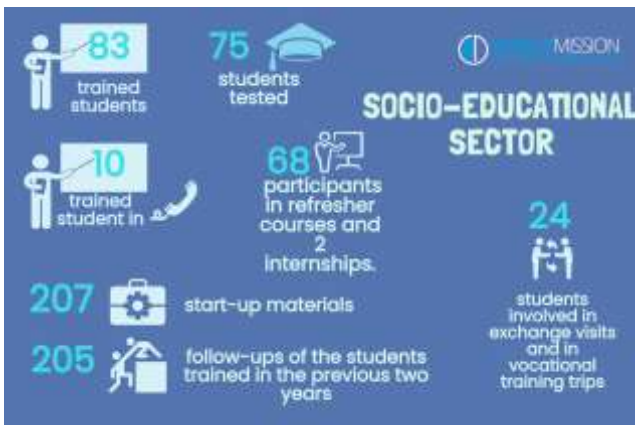 83
trained
students
75
students
tested
MISSION
SOCIO-EDUCATIONAL
SECTOR
10
trained
student in
68
participants
in refresher
courses and
2
internships.
24
students
involved in
exchange visits
and in
vocational
training trips
207
start-up materials
205
follow-ups of the students
trained in the previous two
years